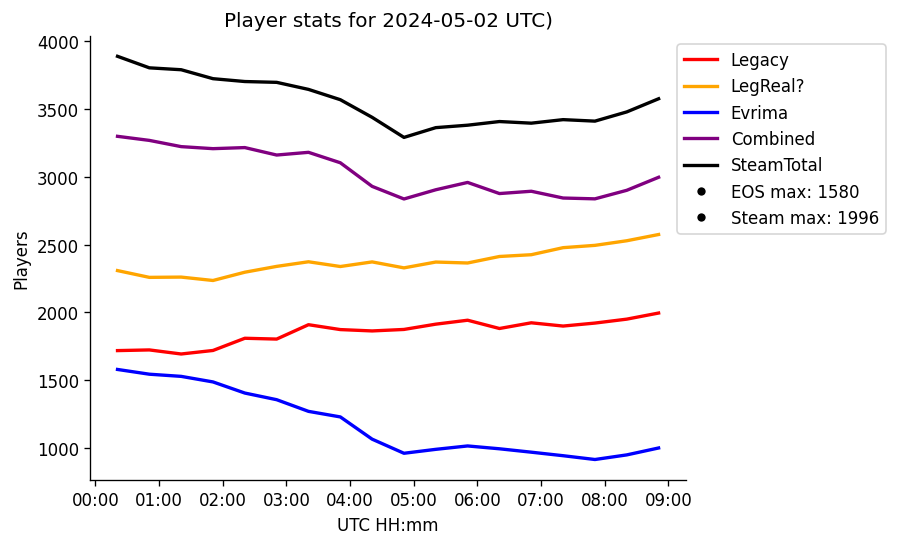 Player stats for 2024-05-02 UTC)
Players
4000
3500
3000
2500
2000
1500
1000
00:00 01:00 02:00 03:00 04:00 05:00 06:00 07:00 08:00 09:00
UTC HH:mm
Legacy
LegReal?
Evrima
Combined
SteamTotal
EOS max: 1580
Steam max: 1996